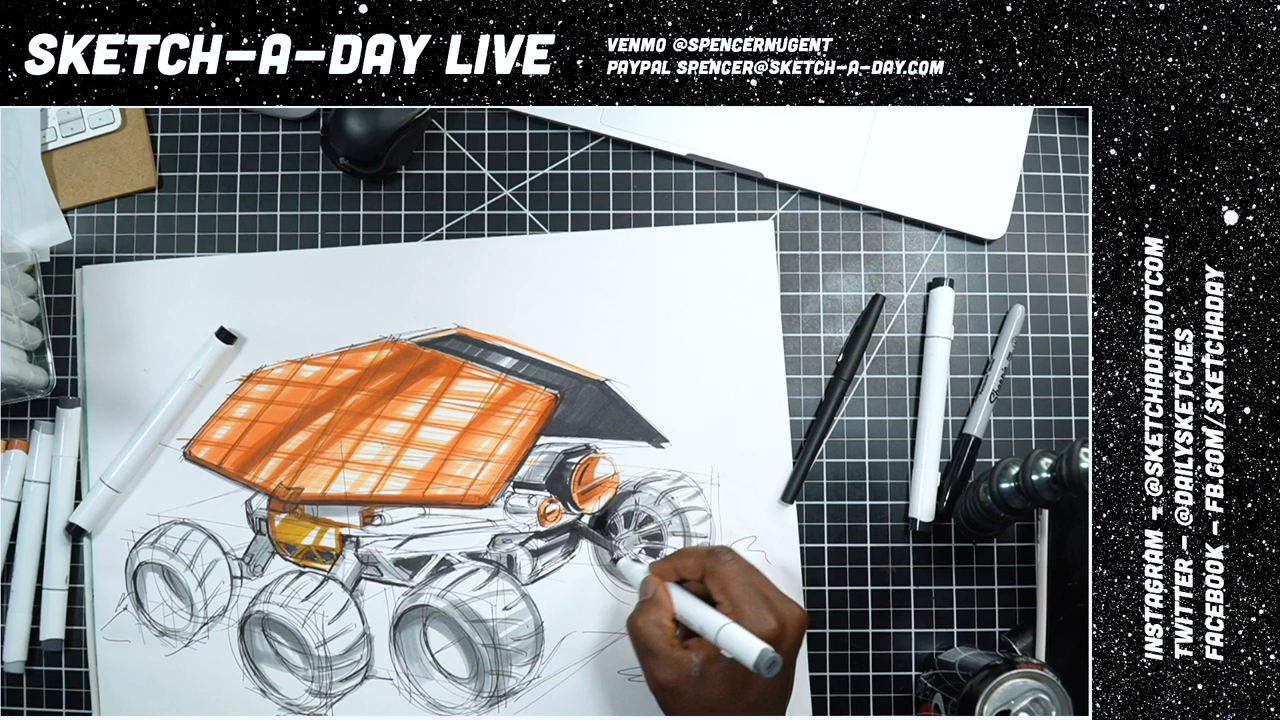 SKETCH-A-DAY LIVE
VENMO @SPENCERNUGENT
PAYPAL SPENCER@SKETCH-A-DAY.COM
INSTAGRAM - @SKETCHADAYDOTCOM
TWITTER - @DAILYSKETCHES
FACEBOOK - FB.COM/SKETCHADAY